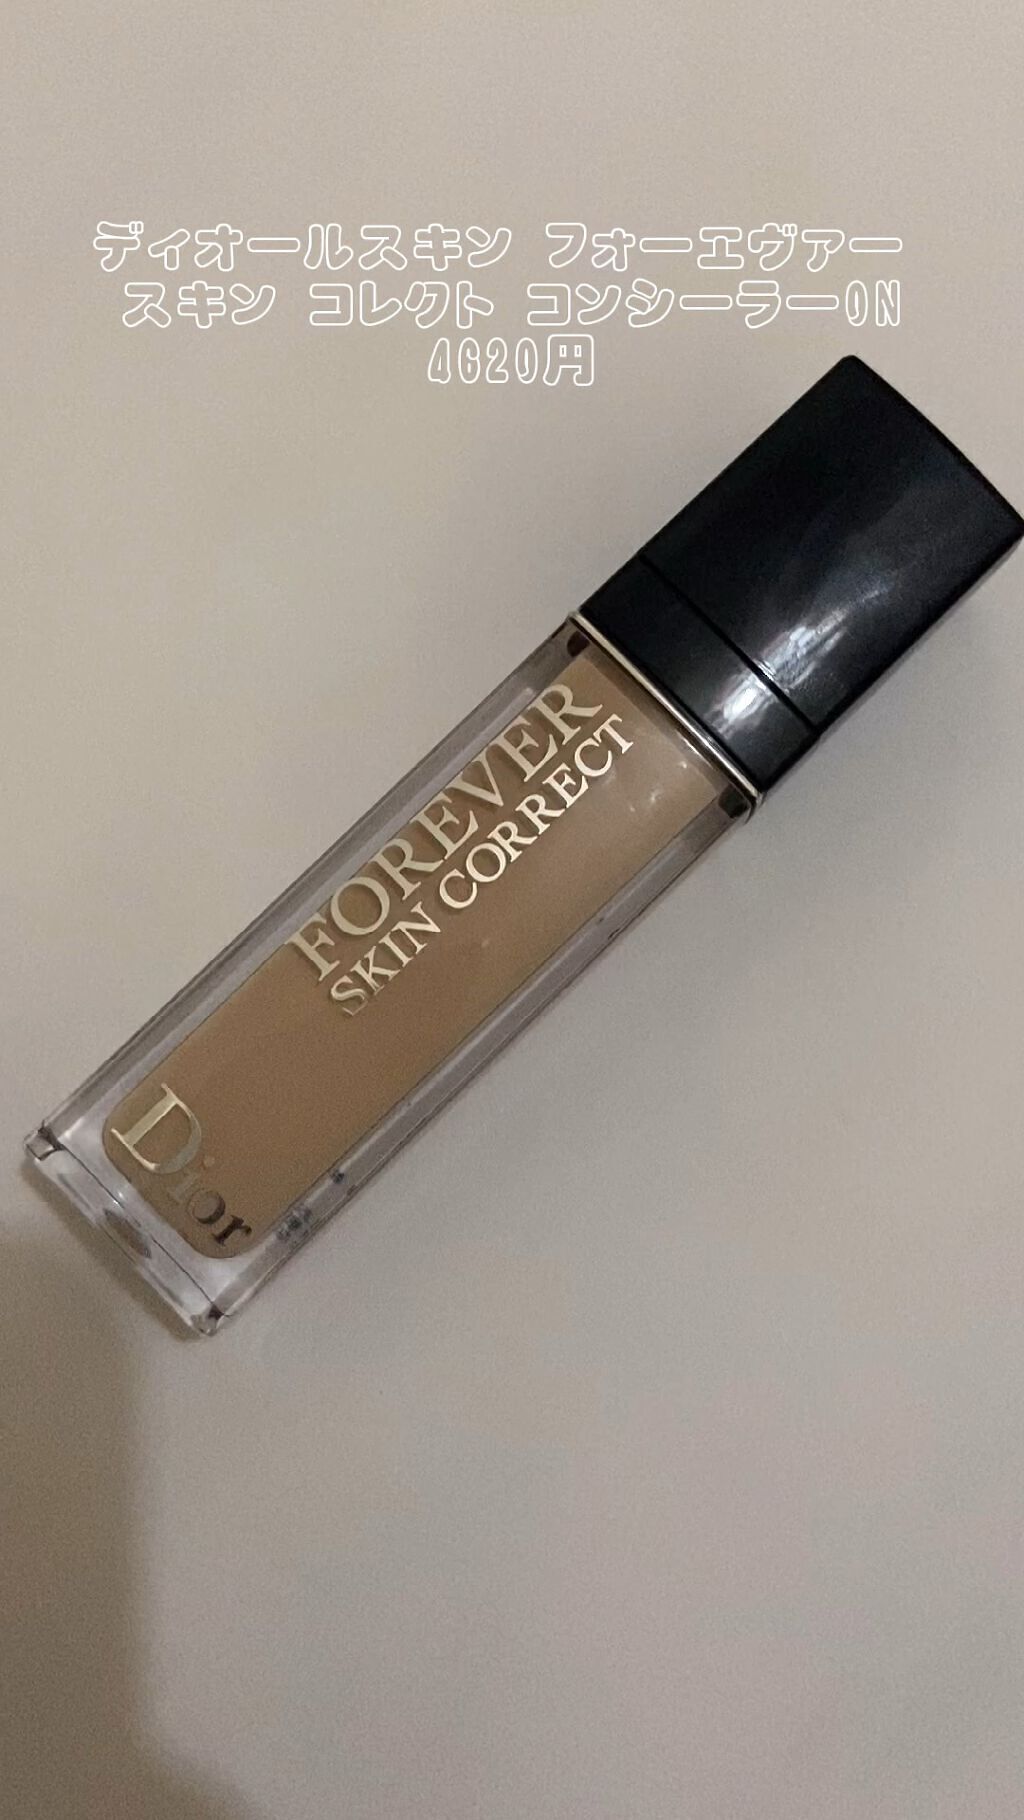 ディオールスキン フォーエヴァー
スキン コレクト コンシーラー0N
4620円
FOREVER
SKIN CORRECT
Dior